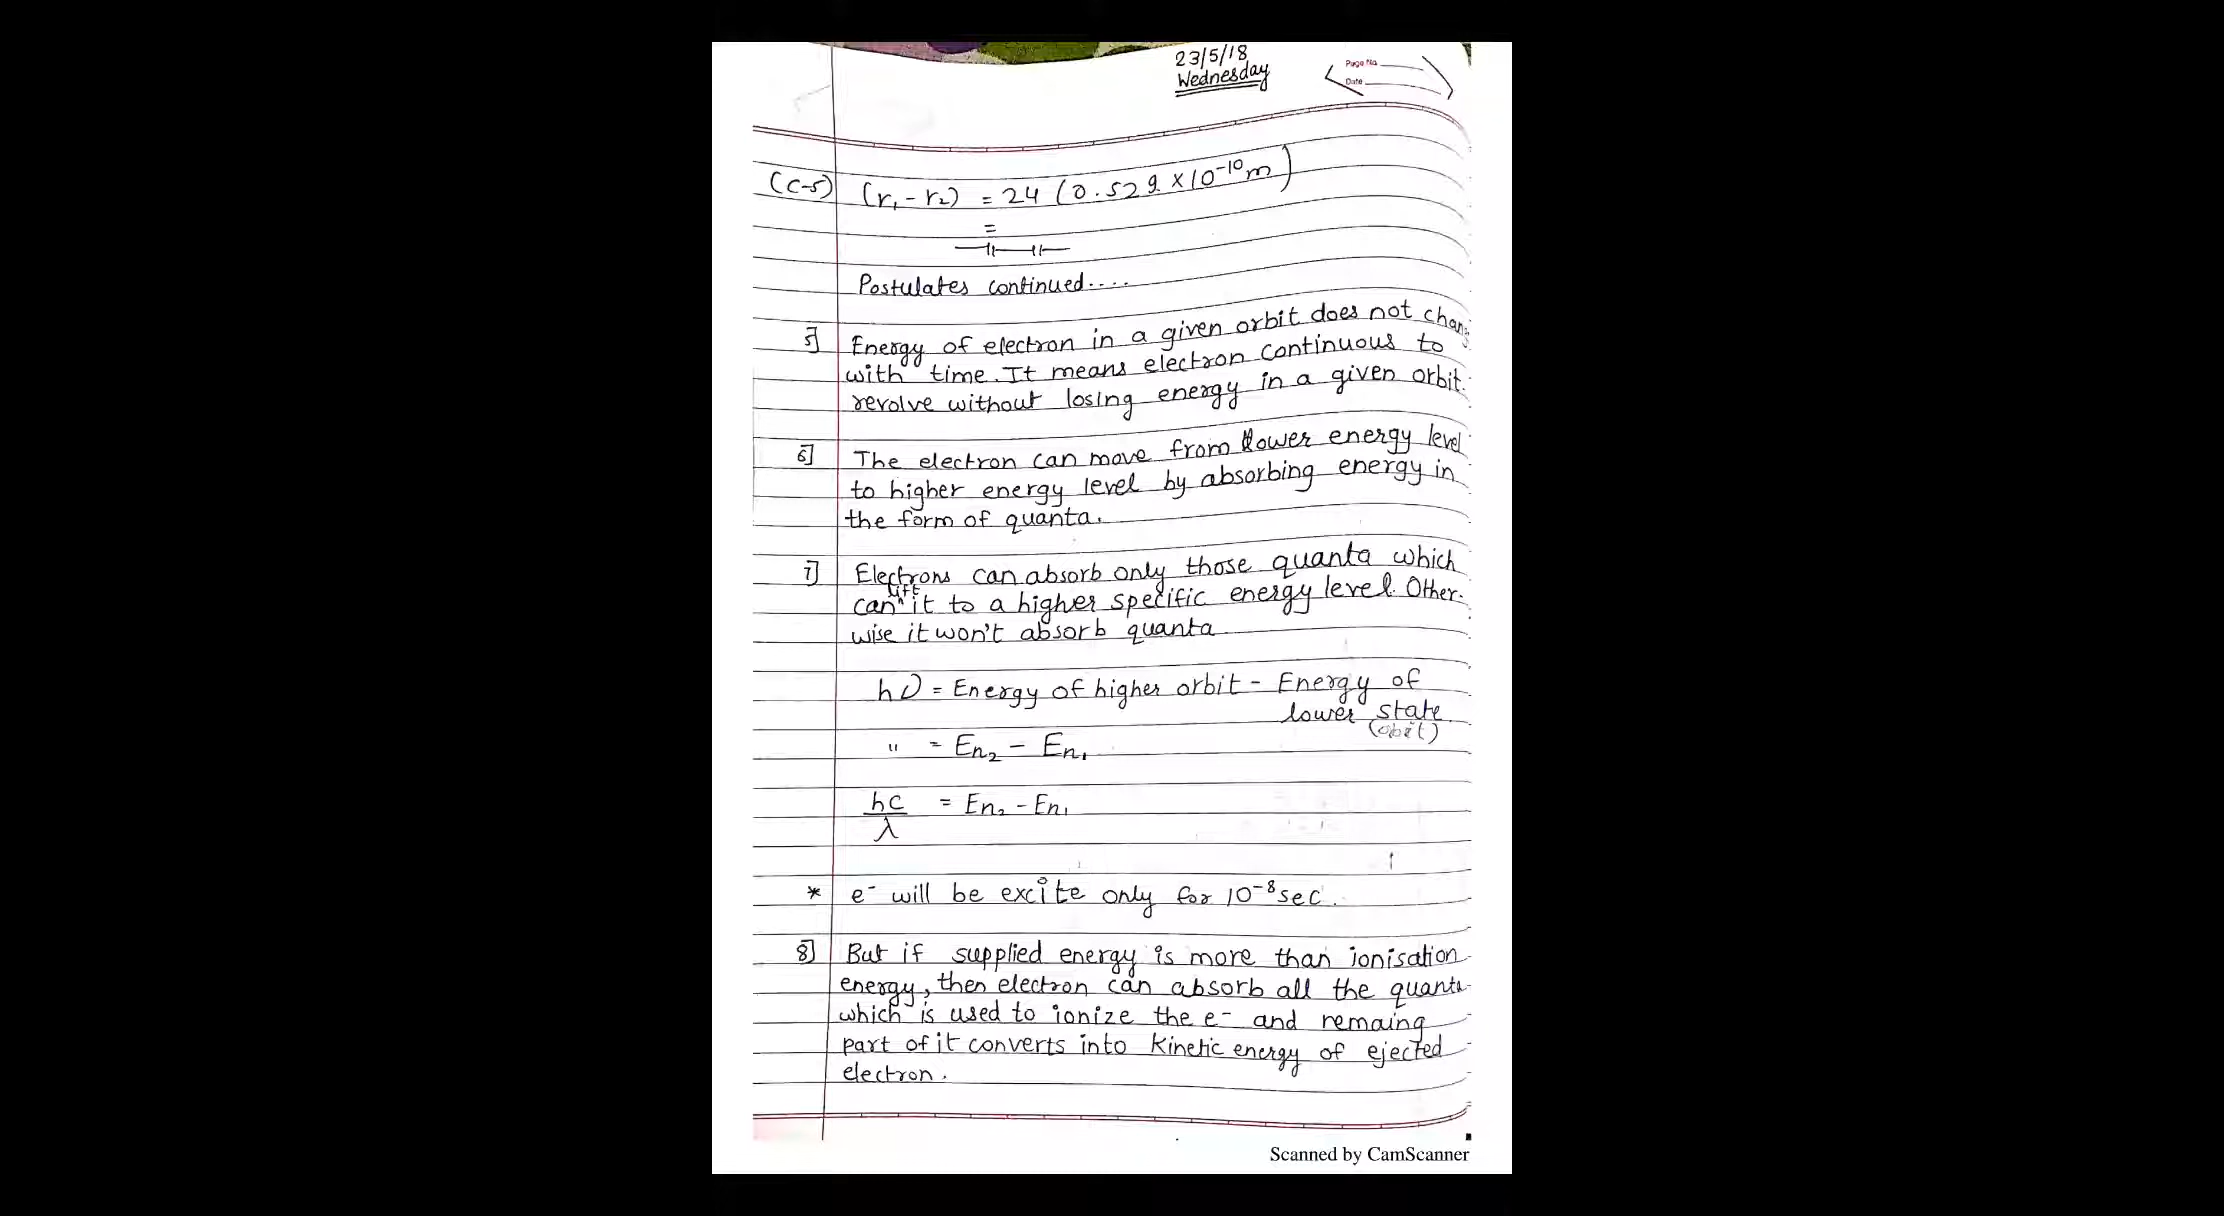 23/5/18
Wednesday
Page No.
Date
(C-5) (r₁ - r₂) = 24 (0.529 × 10⁻¹⁰ m)
=
Postulates continued....
5] Energy of electron in a given orbit does not chang
with time. It means electron continuous to
revolve without losing energy in a given orbit.
6] The electron can move from lower energy level
to higher energy level by absorbing energy in
the form of quanta.
7] Electrons can absorb only those quanta which
lift
can^ it to a higher specific energy level. Other-
wise it won't absorb quanta
hυ = Energy of higher orbit - Energy of
lower state
(obit)
" = En₂ - En₁
hc/λ = En₂ - En₁
* e⁻ will be excite only for 10⁻⁸ sec.
8] But if supplied energy is more than ionisation
energy, then electron can absorb all the quanta
which is used to ionize the e⁻ and remaing
part of it converts into Kinetic energy of ejected
electron.
Scanned by CamScanner